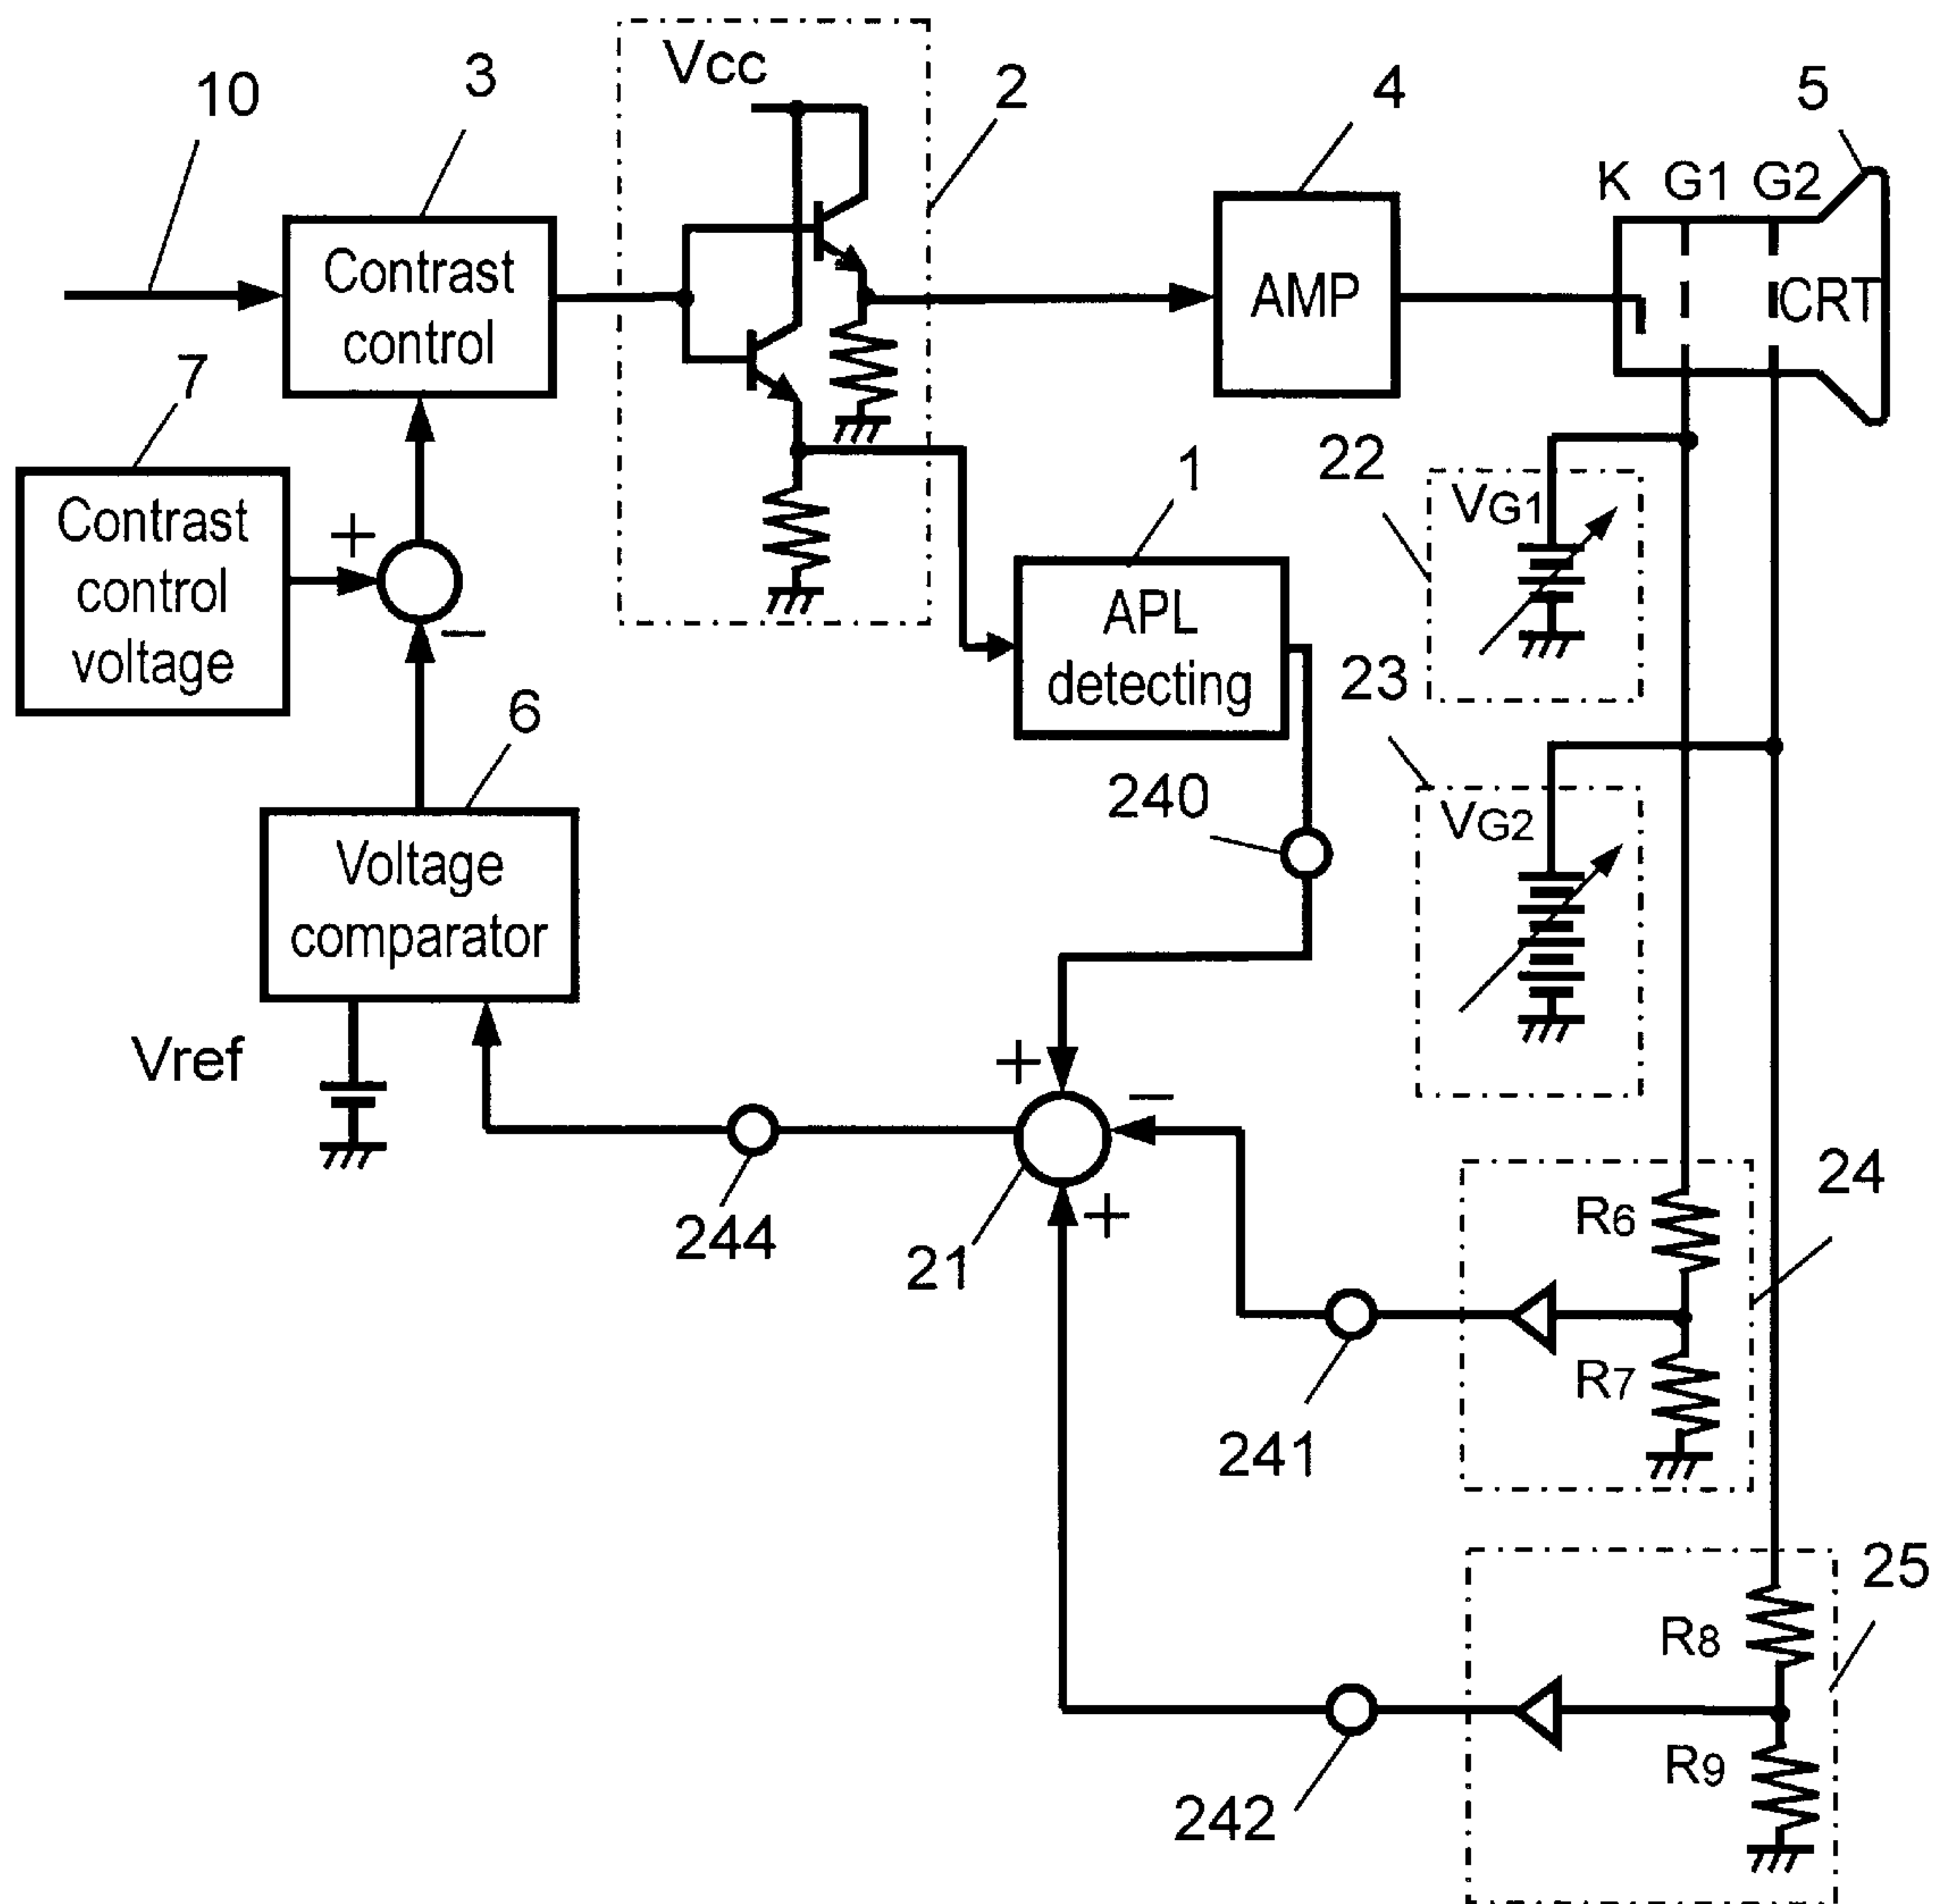 10
3
Vcc
2
4
5
K G1 G2
Contrast
control
AMP
CRT
7
Contrast
control
voltage
+
−
22
VG1
1
APL
detecting
23
VG2
6
Voltage
comparator
240
Vref
+
−
+
244
21
24
R6
R7
241
25
R8
R9
242